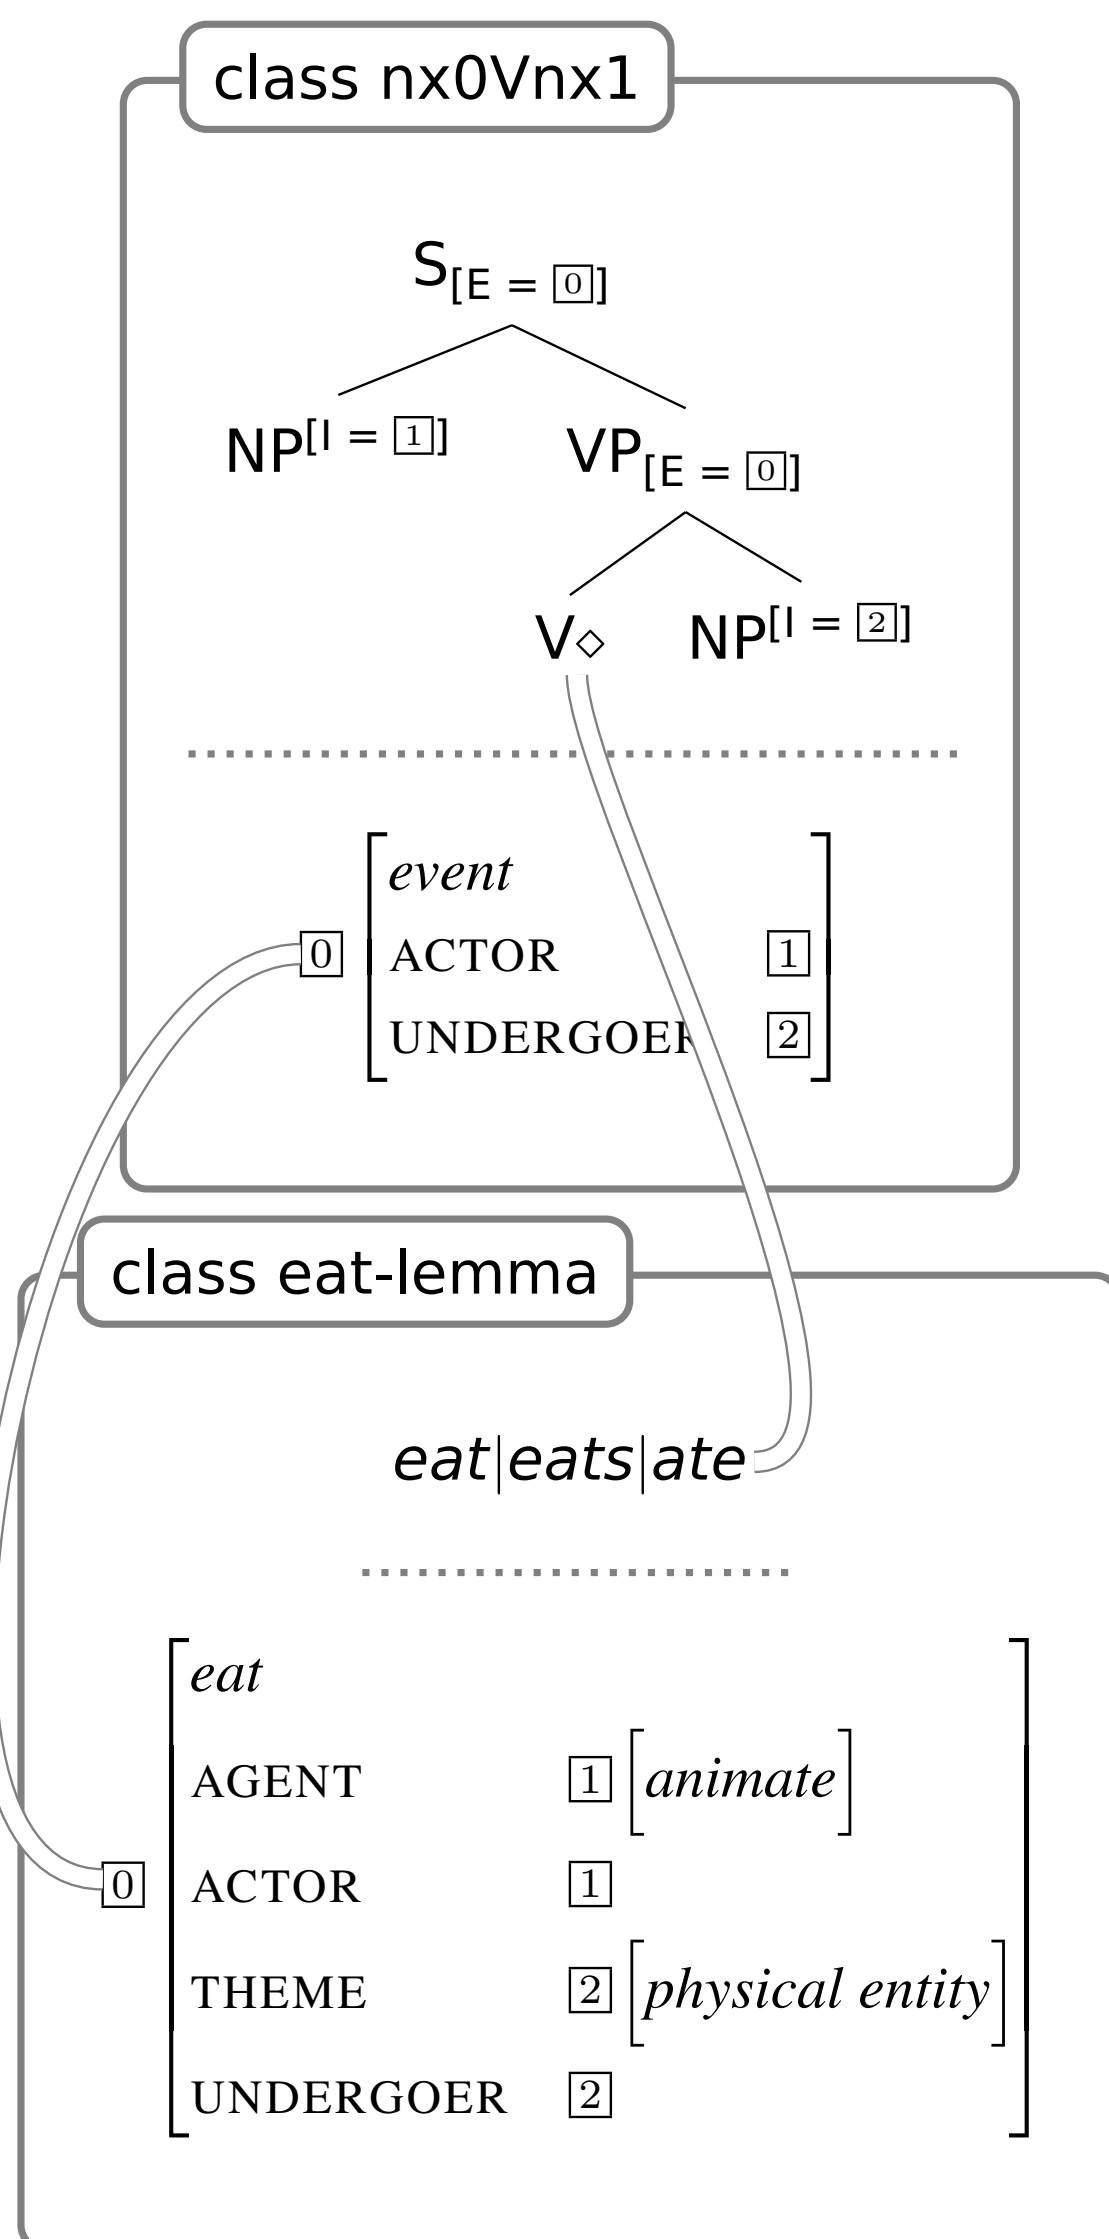 class nx0Vnx1
S[E = 0]
NP[I = 1] VP[E = 0]
V◇ NP[I = 2]
event
0 ACTOR 1
UNDERGOER 2
class eat-lemma
eat|eats|ate
eat
AGENT 1 [animate]
0 ACTOR 1
THEME 2 [physical entity]
UNDERGOER 2